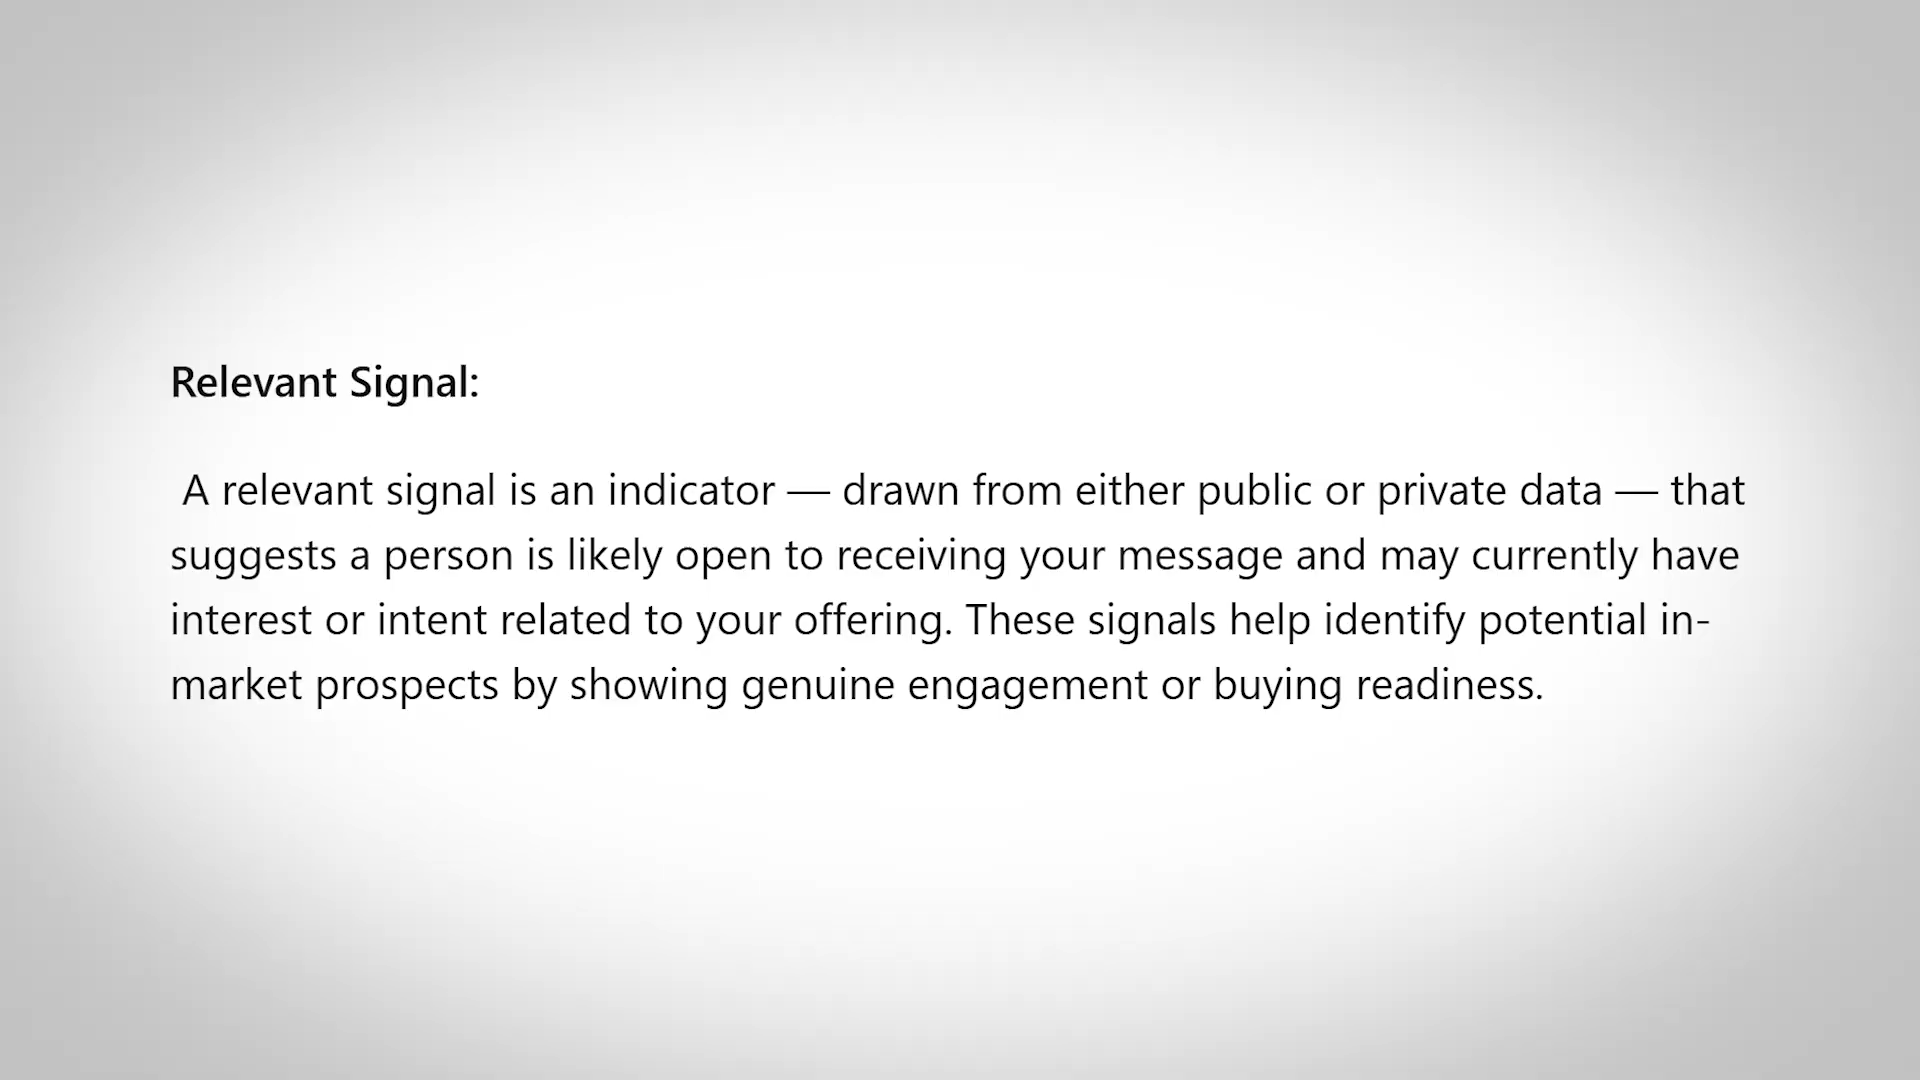 Relevant Signal:
A relevant signal is an indicator — drawn from either public or private data — that
suggests a person is likely open to receiving your message and may currently have
interest or intent related to your offering. These signals help identify potential in-
market prospects by showing genuine engagement or buying readiness.